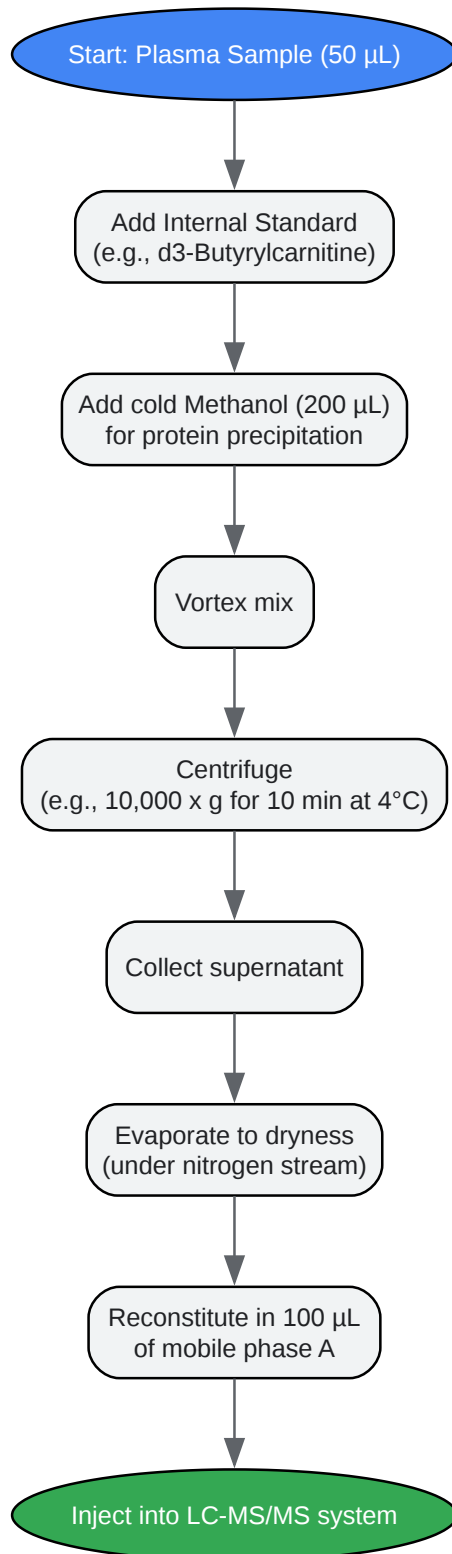 Start: Plasma Sample (50 µL)
Add Internal Standard
(e.g., d3-Butyrylcarnitine)
Add cold Methanol (200 µL)
for protein precipitation
Vortex mix
Centrifuge
(e.g., 10,000 x g for 10 min at 4°C)
Collect supernatant
Evaporate to dryness
(under nitrogen stream)
Reconstitute in 100 µL
of mobile phase A
Inject into LC-MS/MS system